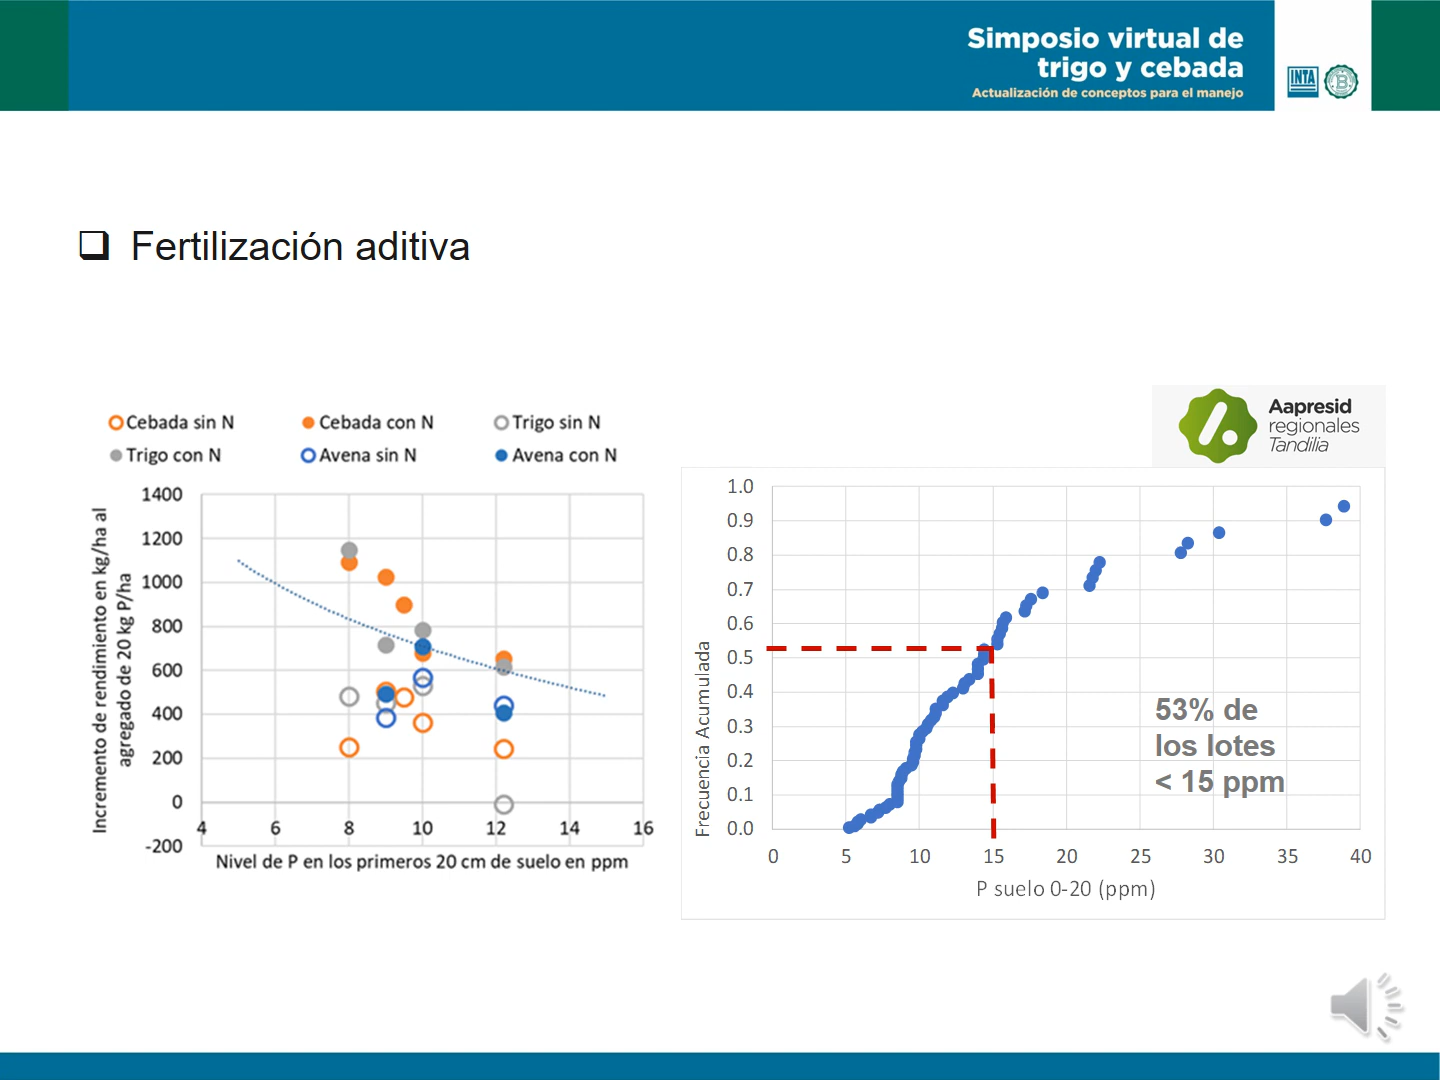 Simposio virtual de
trigo y cebada
Actualización de conceptos para el manejo
INTA
B
Fertilización aditiva
Cebada sin N
Cebada con N
Trigo sin N
Trigo con N
Avena sin N
Avena con N
Incremento de rendimiento en kg/ha al
agregado de 20 kg P/ha
1400
1200
1000
800
600
400
200
0
-200
4 6 8 10 12 14 16
Nivel de P en los primeros 20 cm de suelo en ppm
Aapresid
regionales
Tandilia
Frecuencia Acumulada
1.0
0.9
0.8
0.7
0.6
0.5
0.4
0.3
0.2
0.1
0.0
53% de
los lotes
< 15 ppm
0 5 10 15 20 25 30 35 40
P suelo 0-20 (ppm)